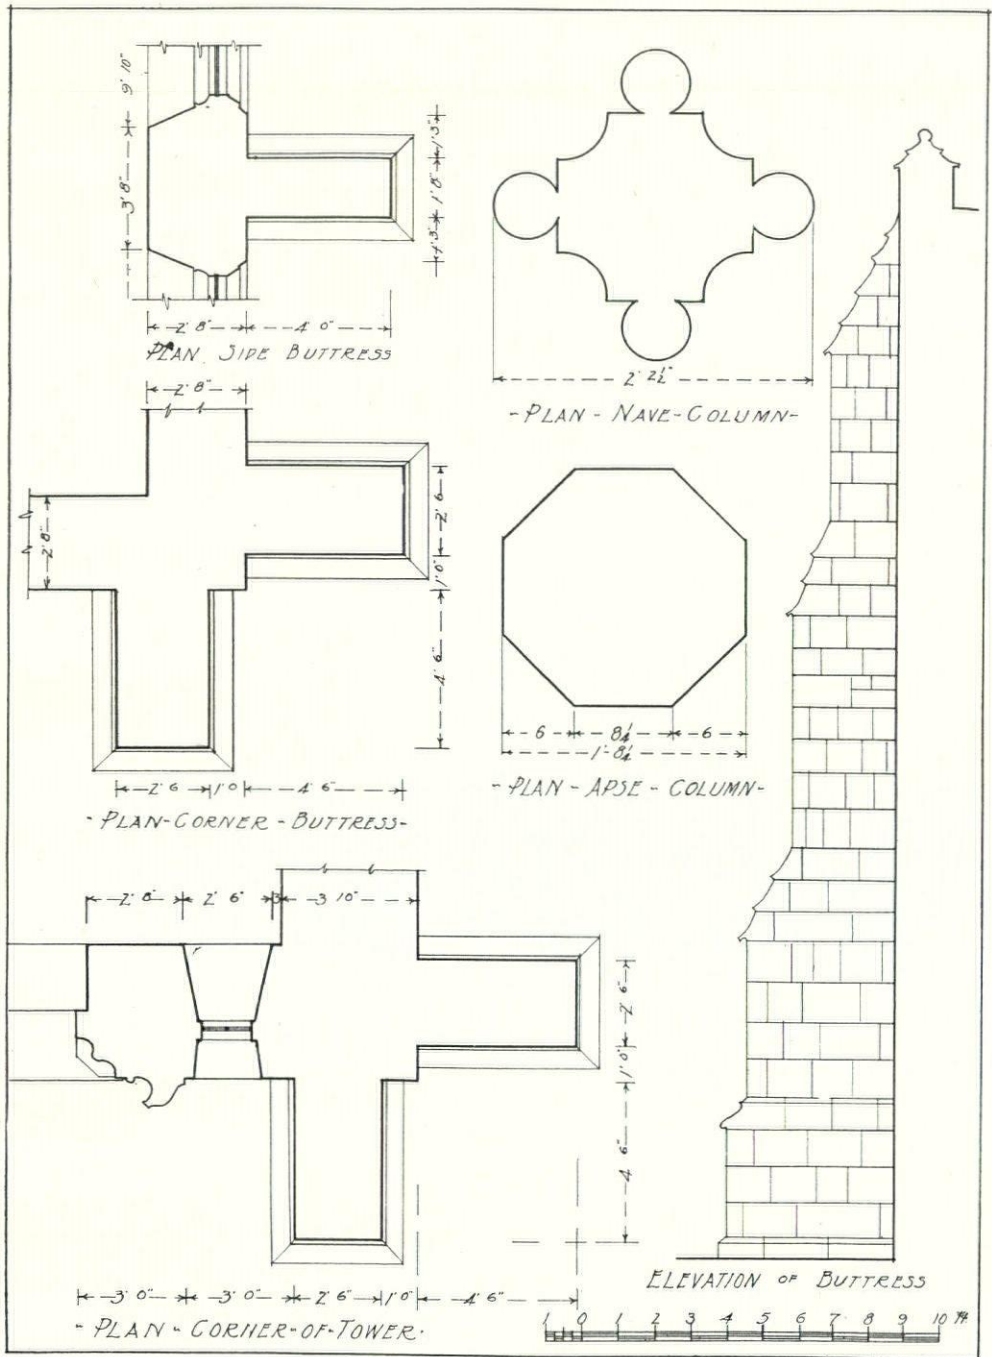 9' 10"
3' 8"
1' 3"
1' 8"
1' 3"
2' 8" 4' 0"
PLAN SIDE BUTTRESS
2' 2½"
- PLAN - NAVE - COLUMN -
2' 8"
2' 8"
2' 6
1' 0"
4' 6"
2' 6 1' 0 4' 6"
- PLAN - CORNER - BUTTRESS -
6 8¼ 6
1'- 8¼
- PLAN - APSE - COLUMN -
2' 8" 2' 6" 3 3' 10"
2' 6"
1' 0"
4' 6"
3' 0" 3' 0" 2' 6" 1' 0" 4' 6"
- PLAN - CORNER - OF - TOWER -
ELEVATION OF BUTTRESS
1 0 1 2 3 4 5 6 7 8 9 10 Ft